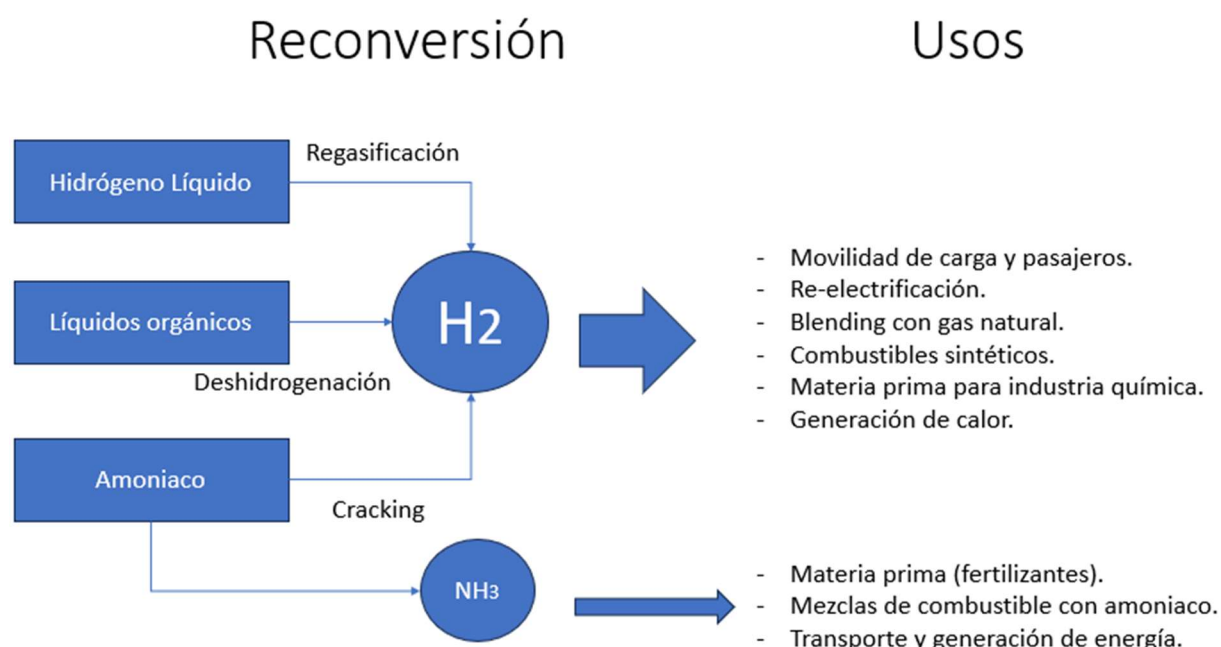 Reconversión
Usos
Hidrógeno Líquido
Regasificación
Líquidos orgánicos
Deshidrogenación
H2
Amoniaco
Cracking
NH3
- Movilidad de carga y pasajeros.
- Re-electrificación.
- Blending con gas natural.
- Combustibles sintéticos.
- Materia prima para industria química.
- Generación de calor.
- Materia prima (fertilizantes).
- Mezclas de combustible con amoniaco.
- Transporte y generación de energía.